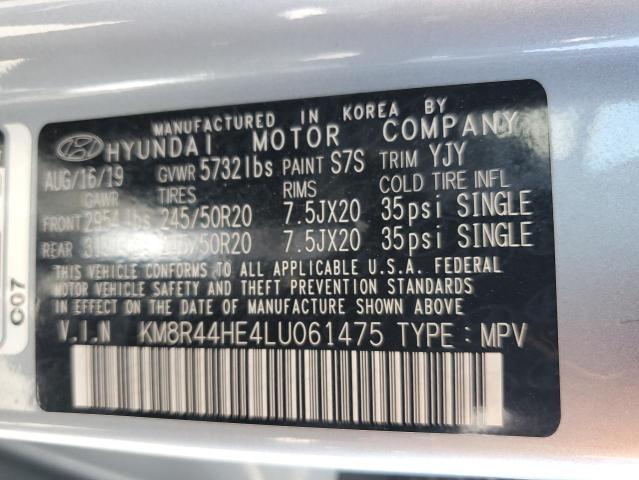 MANUFACTURED IN KOREA BY
HYUNDAI MOTOR COMPANY
AUG/16/19 GVWR 5732lbs PAINT S7S TRIM YJY
GAWR TIRES RIMS COLD TIRE INFL
FRONT lbs 245/50R20 7.5JX20 35psi SINGLE
REAR 245/50R20 7.5JX20 35psi SINGLE
THIS VEHICLE CONFORMS TO ALL APPLICABLE U.S.A. FEDERAL
MOTOR VEHICLE SAFETY AND THEFT PREVENTION STANDARDS
IN EFFECT ON THE DATE OF MANUFACTURE SHOWN ABOVE.
V.I.N KM8R44HE4LU061475 TYPE : MPV
C07